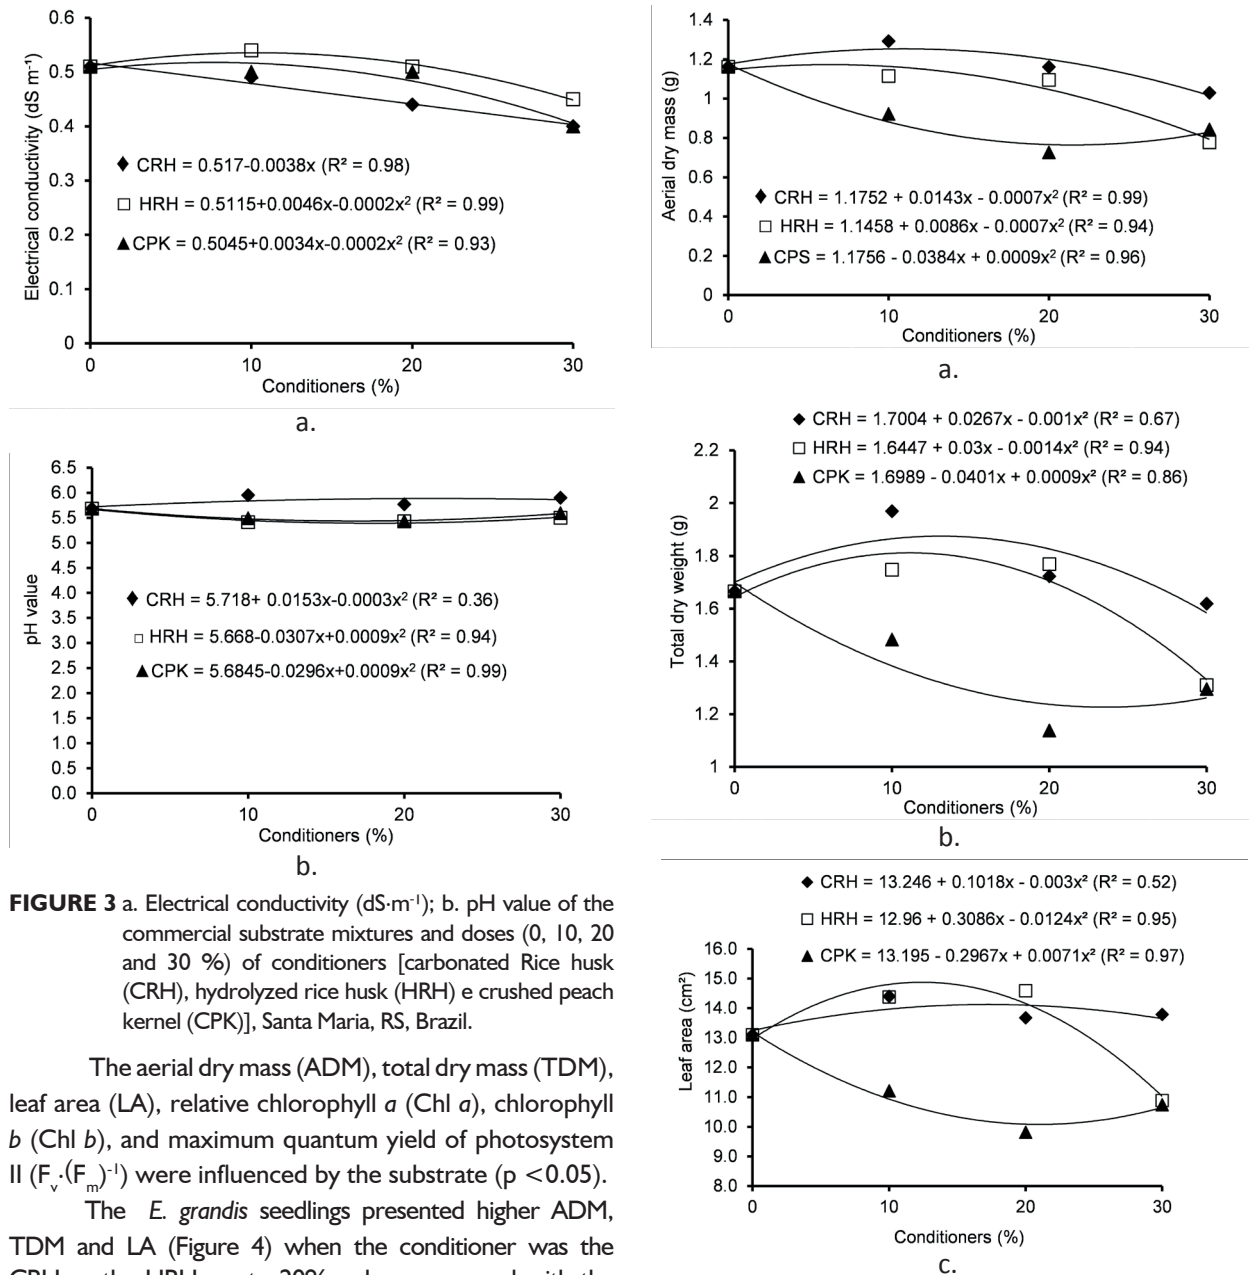 0.6
0.5
0.4
0.3
0.2
0.1
0
Electrical conductivity (dS m⁻¹)
CRH = 0.517-0.0038x (R² = 0.98)
HRH = 0.5115+0.0046x-0.0002x² (R² = 0.99)
CPK = 0.5045+0.0034x-0.0002x² (R² = 0.93)
0 10 20 30
Conditioners (%)
a.
6.5
6.0
5.5
5.0
4.5
4.0
3.5
3.0
2.5
2.0
1.5
1.0
0.5
0.0
pH value
CRH = 5.718+ 0.0153x-0.0003x² (R² = 0.36)
HRH = 5.668-0.0307x+0.0009x² (R² = 0.94)
CPK = 5.6845-0.0296x+0.0009x² (R² = 0.99)
0 10 20 30
Conditioners (%)
b.
FIGURE 3 a. Electrical conductivity (dS·m⁻¹); b. pH value of the
commercial substrate mixtures and doses (0, 10, 20
and 30 %) of conditioners [carbonated Rice husk
(CRH), hydrolyzed rice husk (HRH) e crushed peach
kernel (CPK)], Santa Maria, RS, Brazil.
The aerial dry mass (ADM), total dry mass (TDM),
leaf area (LA), relative chlorophyll a (Chl a), chlorophyll
b (Chl b), and maximum quantum yield of photosystem
II (Fᵥ·(Fₘ)⁻¹) were influenced by the substrate (p <0.05).
The E. grandis seedlings presented higher ADM,
TDM and LA (Figure 4) when the conditioner was the
1.4
1.2
1
0.8
0.6
0.4
0.2
0
Aerial dry mass (g)
CRH = 1.1752 + 0.0143x - 0.0007x² (R² = 0.99)
HRH = 1.1458 + 0.0086x - 0.0007x² (R² = 0.94)
CPS = 1.1756 - 0.0384x + 0.0009x² (R² = 0.96)
0 10 20 30
Conditioners (%)
a.
CRH = 1.7004 + 0.0267x - 0.001x² (R² = 0.67)
HRH = 1.6447 + 0.03x - 0.0014x² (R² = 0.94)
CPK = 1.6989 - 0.0401x + 0.0009x² (R² = 0.86)
2.2
2
1.8
1.6
1.4
1.2
1
Total dry weight (g)
0 10 20 30
Conditioners (%)
b.
CRH = 13.246 + 0.1018x - 0.003x² (R² = 0.52)
HRH = 12.96 + 0.3086x - 0.0124x² (R² = 0.95)
CPK = 13.195 - 0.2967x + 0.0071x² (R² = 0.97)
16.0
15.0
14.0
13.0
12.0
11.0
10.0
9.0
8.0
Leaf area (cm²)
0 10 20 30
Conditioners (%)
c.